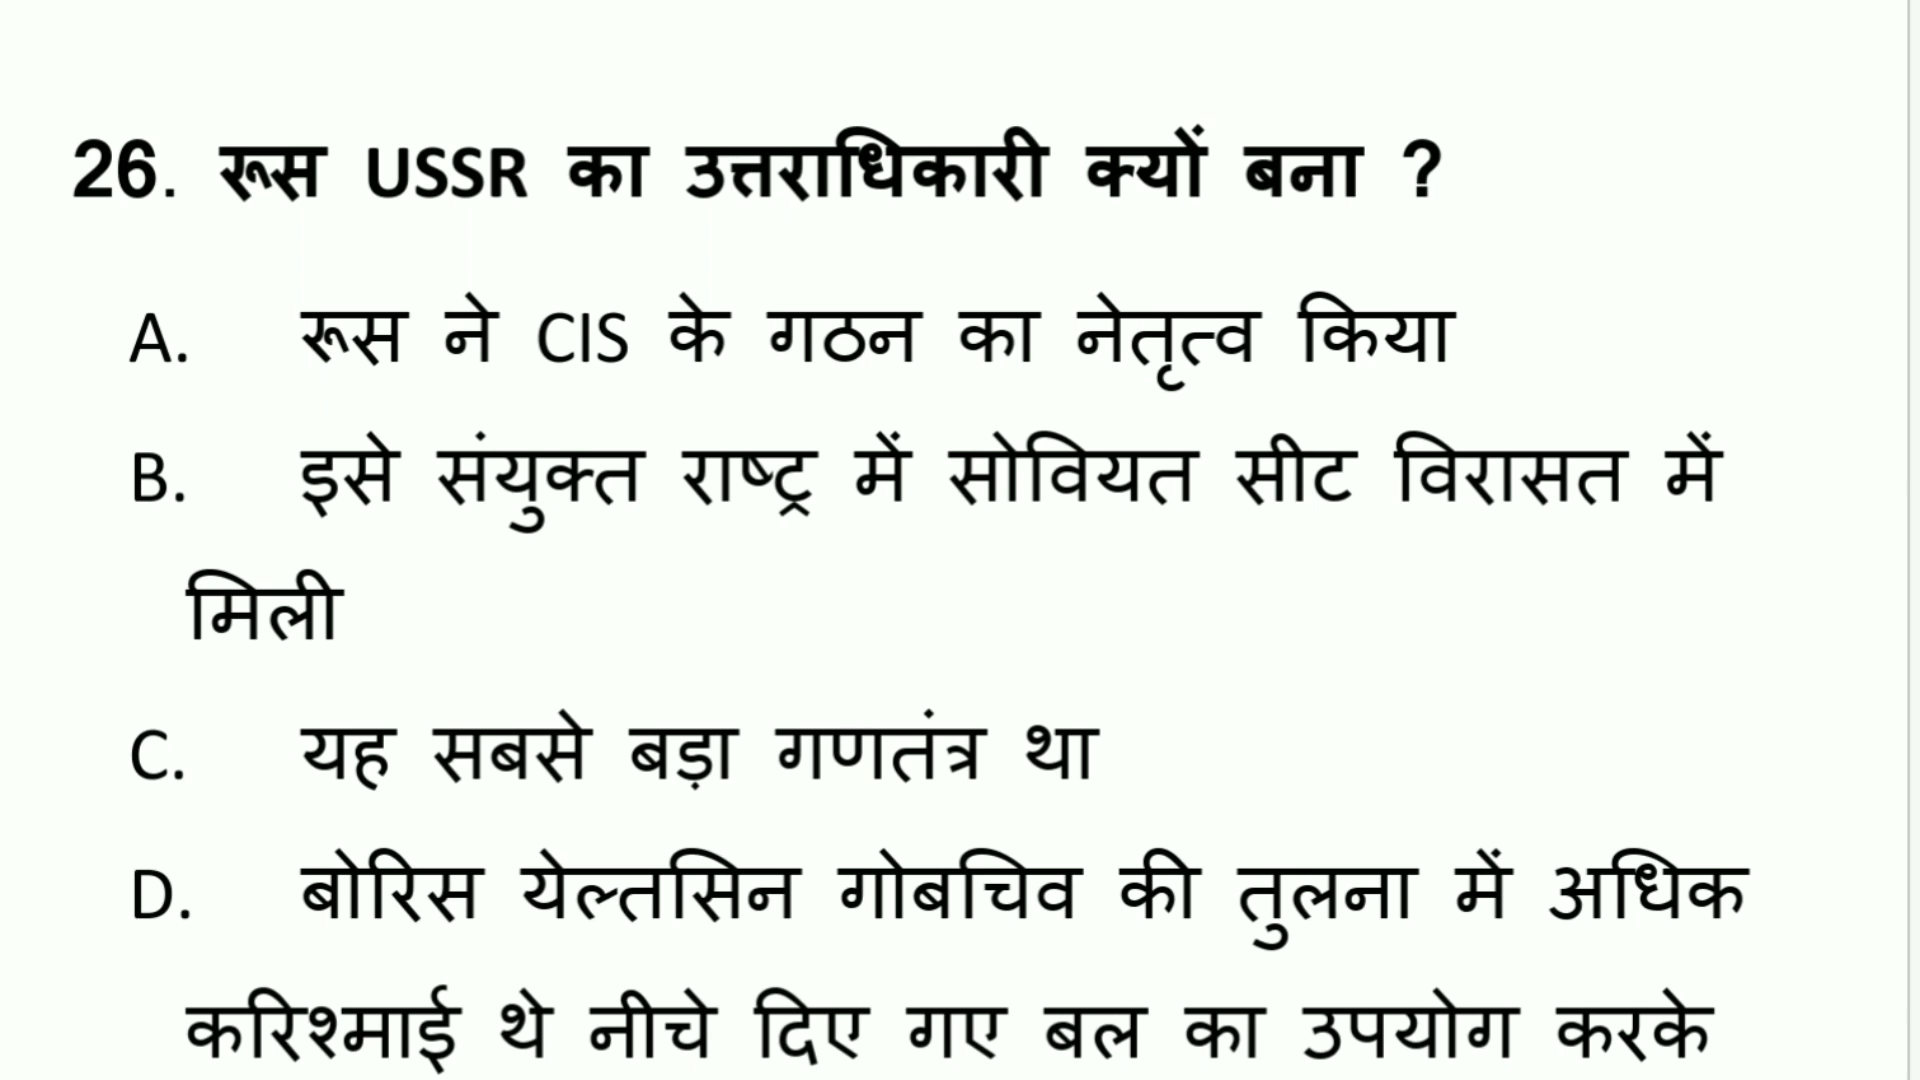 26. रूस USSR का उत्तराधिकारी क्यों बना ?
A. रूस ने CIS के गठन का नेतृत्व किया
B. इसे संयुक्त राष्ट्र में सोवियत सीट विरासत में
मिली
C. यह सबसे बड़ा गणतंत्र था
D. बोरिस येल्तसिन गोबचिव की तुलना में अधिक
करिश्माई थे नीचे दिए गए बल का उपयोग करके